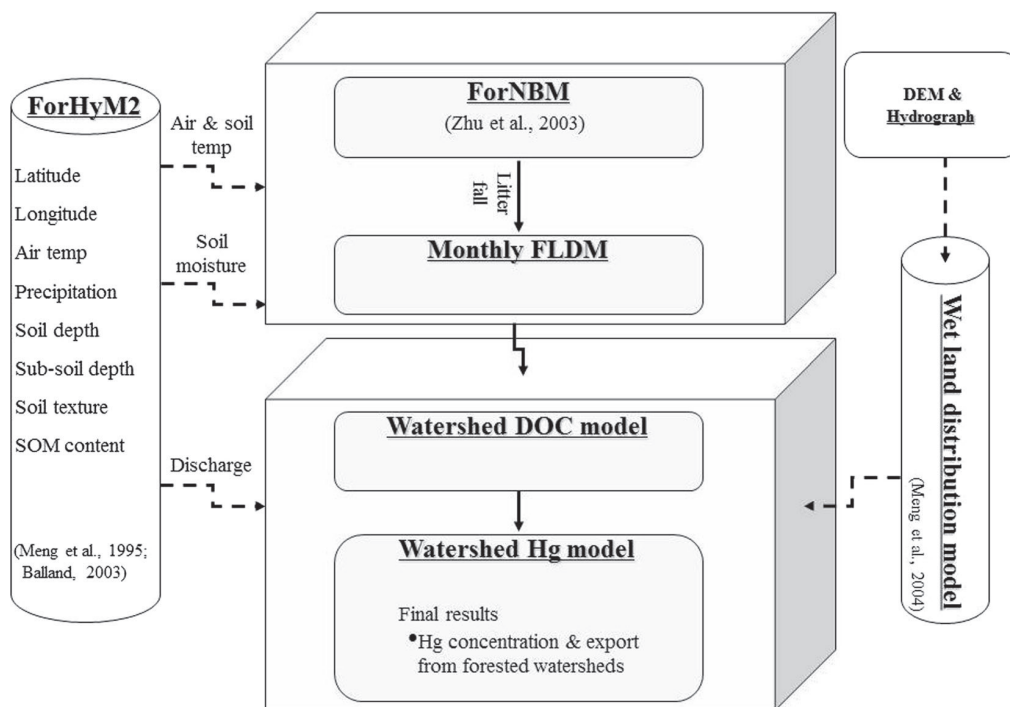 ForHyM2
Latitude
Longitude
Air temp
Precipitation
Soil depth
Sub-soil depth
Soil texture
SOM content
(Meng et al., 1995;
Balland, 2003)
Air & soil
temp
Soil
moisture
Discharge
ForNBM
(Zhu et al., 2003)
Litter
fall
Monthly FLDM
Watershed DOC model
Watershed Hg model
Final results
•Hg concentration & export
from forested watersheds
DEM &
Hydrograph
Wet land distribution model
(Meng et al., 2004)